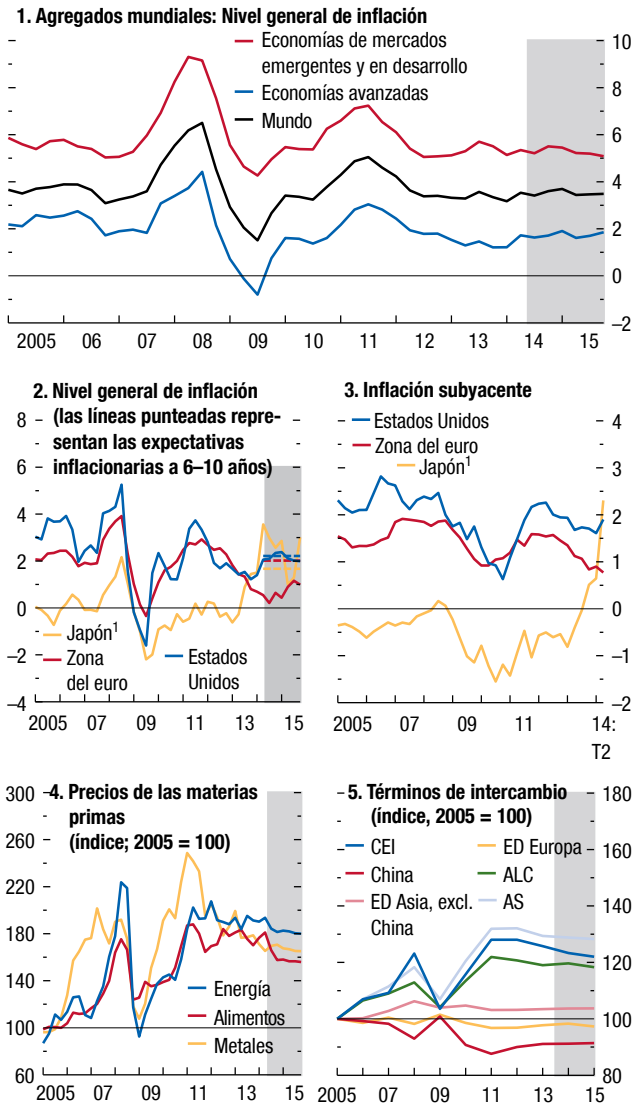 1. Agregados mundiales: Nivel general de inflación
Economías de mercados
emergentes y en desarrollo
Economías avanzadas
Mundo
10
8
6
4
2
0
–2
2005 06 07 08 09 10 11 12 13 14 15
2. Nivel general de inflación
(las líneas punteadas repre-
sentan las expectativas
inflacionarias a 6–10 años)
8
6
4
2
0
–2
–4
Japón¹
Zona
del euro
Estados
Unidos
2005 07 09 11 13 15
3. Inflación subyacente
Estados Unidos
Zona del euro
Japón¹
4
3
2
1
0
–1
–2
2005 07 09 11 14:
T2
4. Precios de las materias
primas
(índice; 2005 = 100)
300
260
220
180
140
100
60
Energía
Alimentos
Metales
2005 07 09 11 13 15
5. Términos de intercambio
(índice, 2005 = 100)
CEI
China
ED Asia, excl.
China
ED Europa
ALC
AS
180
160
140
120
100
80
2005 07 09 11 13 15